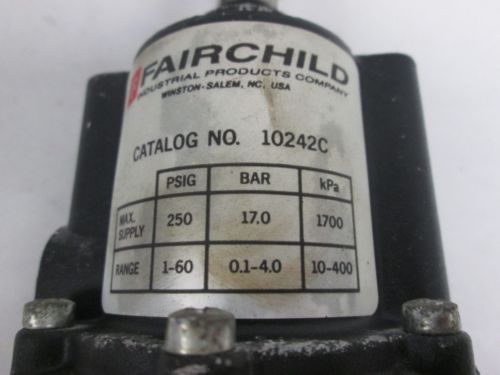 FAIRCHILD
INDUSTRIAL PRODUCTS COMPANY
WINSTON-SALEM, NC, USA
CATALOG NO. 10242C
PSIG BAR kPa
MAX. SUPPLY 250 17.0 1700
RANGE 1-60 0.1-4.0 10-400